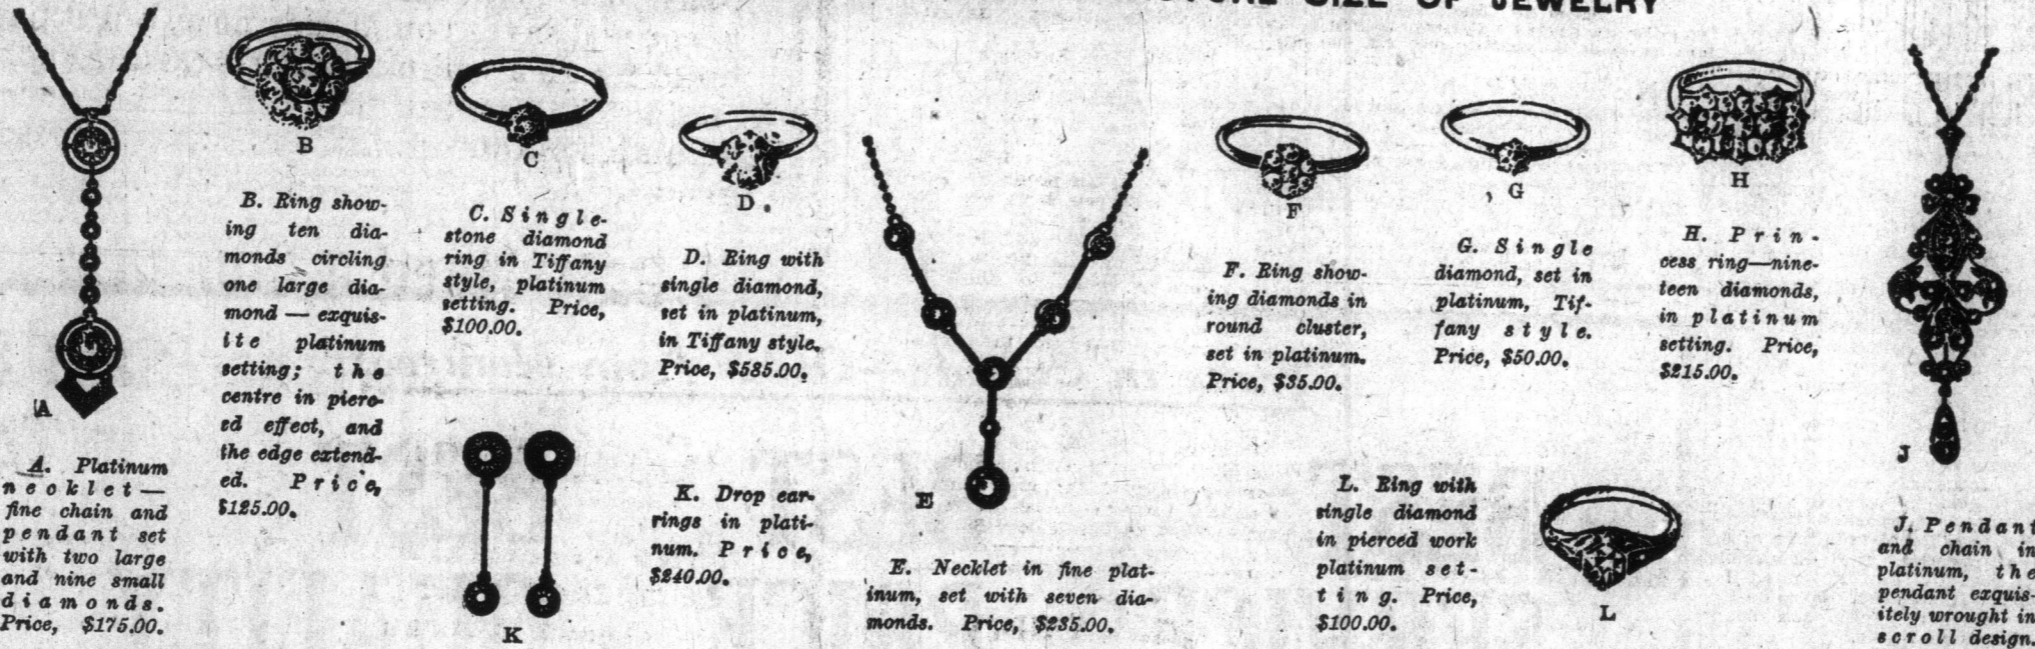 SIZE OF JEWELRY
A
A. Platinum
necklet—
fine chain and
pendant set
with two large
and nine small
diamonds.
Price, $175.00.
B
B. Ring show-
ing ten dia-
monds circling
one large dia-
mond — exquis-
ite platinum
setting; the
centre in pierc-
ed effect, and
the edge extend-
ed. Price,
$125.00.
C
C. Single-
stone diamond
ring in Tiffany
style, platinum
setting. Price,
$100.00.
D.
D. Ring with
single diamond,
set in platinum,
in Tiffany style.
Price, $585.00.
K
K. Drop ear-
rings in plati-
num. Price,
$240.00.
E
E. Necklet in fine plat-
inum, set with seven dia-
monds. Price, $235.00.
F
F. Ring show-
ing diamonds in
round cluster,
set in platinum.
Price, $35.00.
G
G. Single
diamond, set in
platinum, Tif-
fany style.
Price, $50.00.
H
H. Prin-
cess ring—nine-
teen diamonds,
in platinum
setting. Price,
$215.00.
L. Ring with
single diamond
in pierced work
platinum set-
ting. Price,
$100.00.
L
J
J. Pendant
and chain in
platinum, the
pendant exquis-
itely wrought in
scroll design.